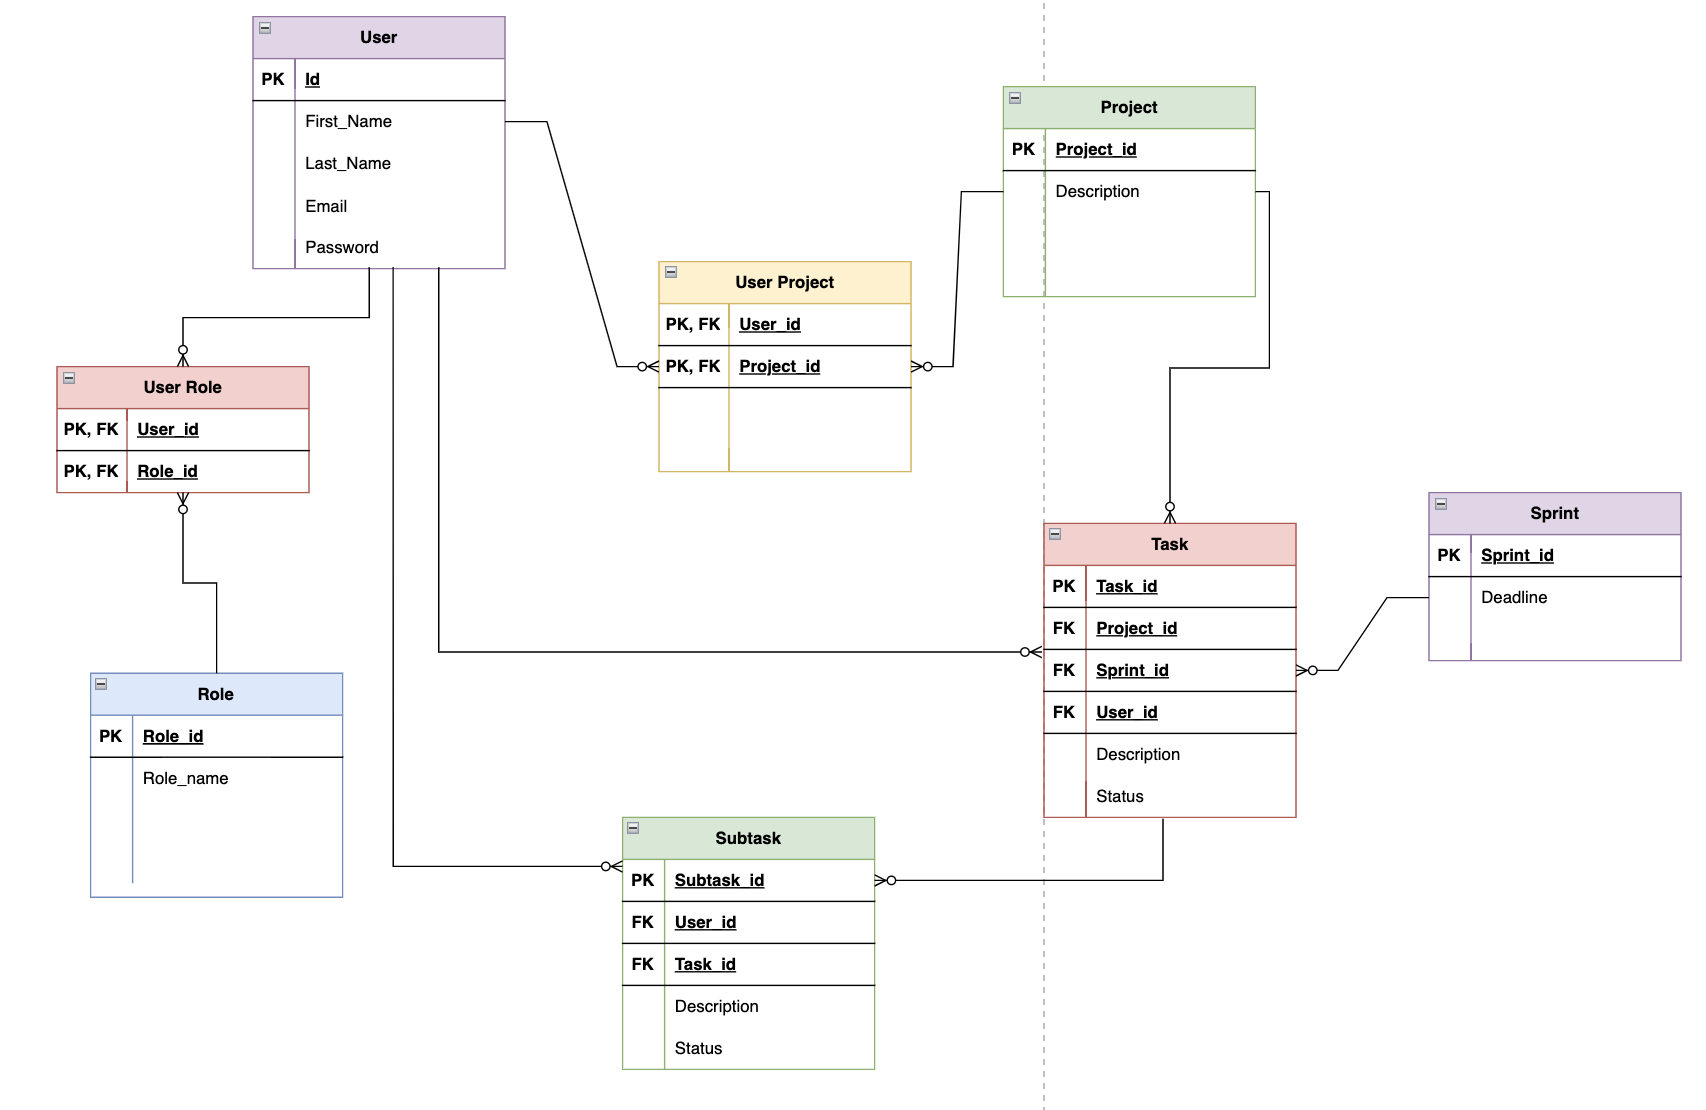 User
PK Id
First_Name
Last_Name
Email
Password
Project
PK Project_id
Description
User Project
PK, FK User_id
PK, FK Project_id
User Role
PK, FK User_id
PK, FK Role_id
Sprint
PK Sprint_id
Deadline
Task
PK Task_id
FK Project_id
FK Sprint_id
FK User_id
Description
Status
Role
PK Role_id
Role_name
Subtask
PK Subtask_id
FK User_id
FK Task_id
Description
Status